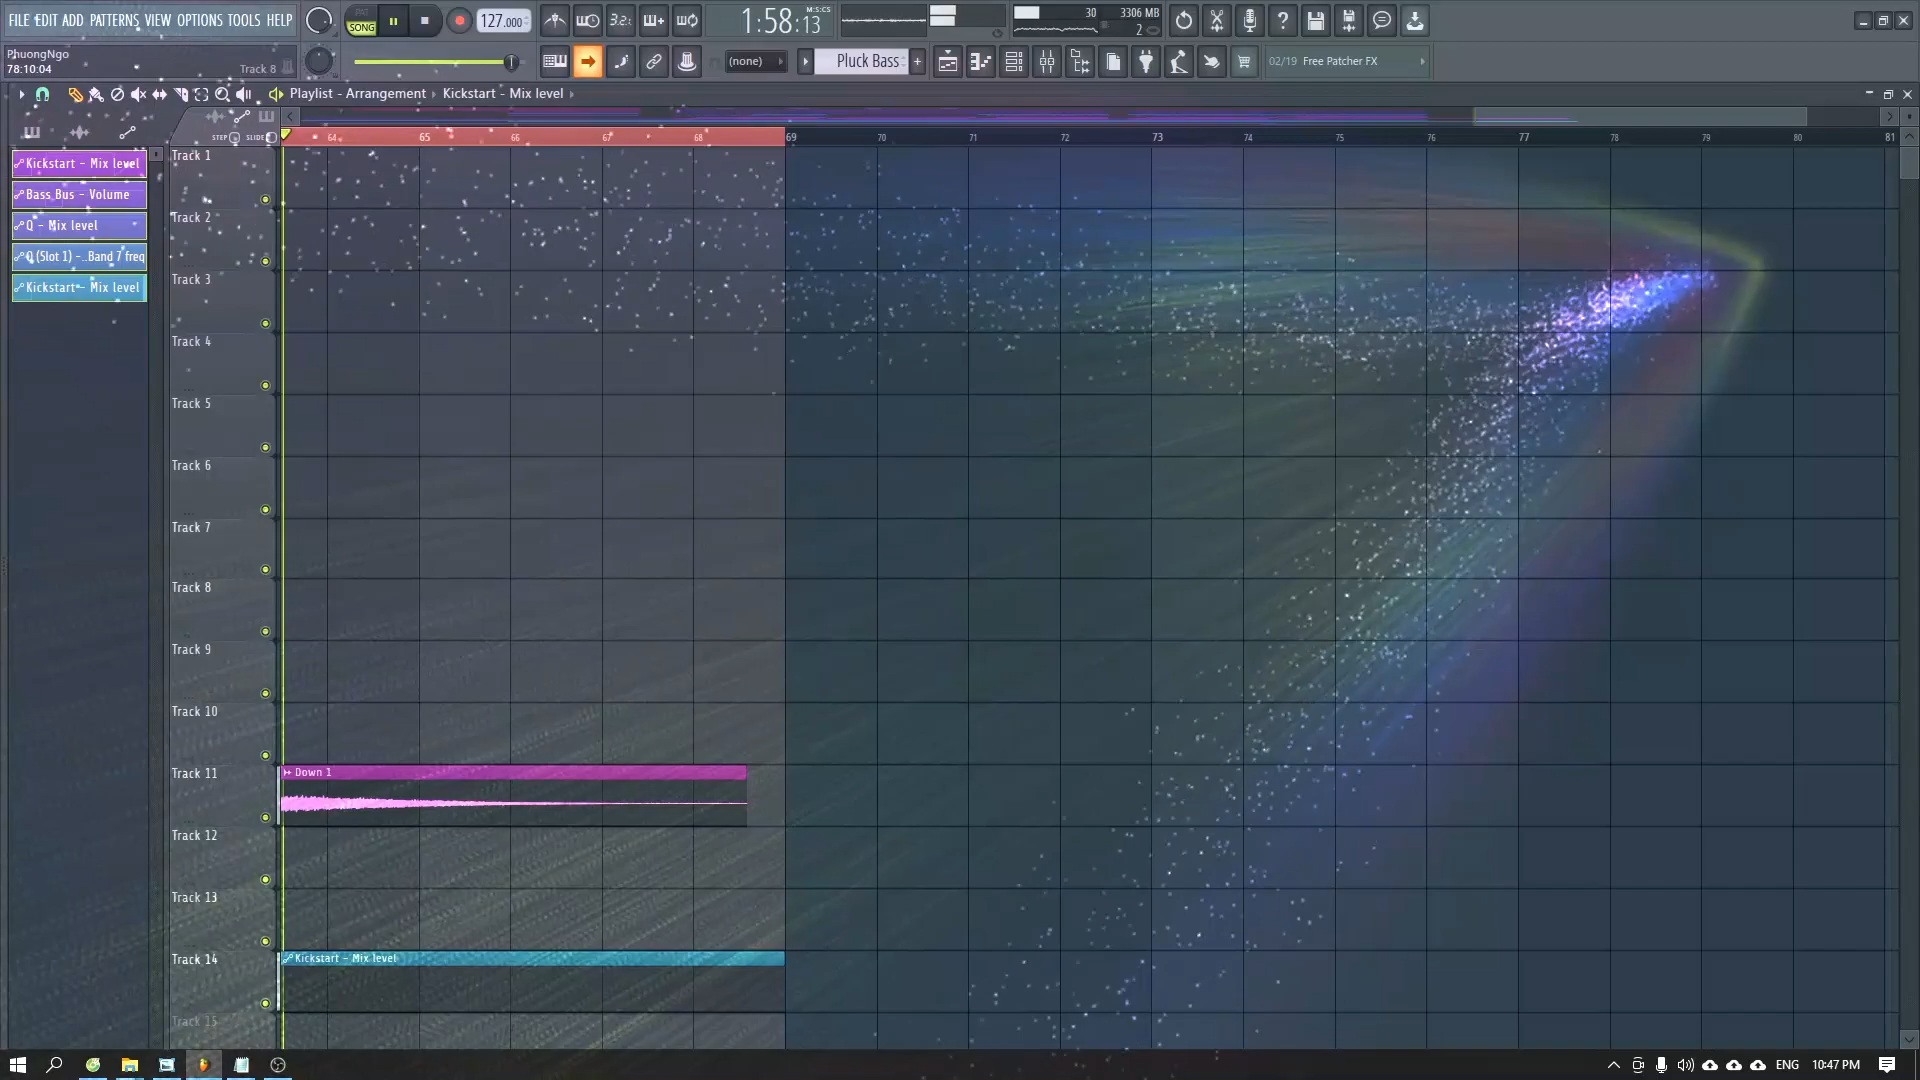 FILE EDIT ADD PATTERNS VIEW OPTIONS TOOLS HELP
PAT
SONG
127.000
3.2.
1:58:13
M:S:CS
30
3306 MB
2
PhuongNgo
78:10:04
Track 8
(none)
Pluck Bass
02/19 Free Patcher FX
Playlist - Arrangement › Kickstart - Mix level ›
STEP SLIDE
64 65 66 67 68 69 70 71 72 73 74 75 76 77 78 79 80 81
Kickstart - Mix level
Bass Bus - Volume
Q - Mix level
Q (Slot 1) -..Band 7 freq
Kickstart - Mix level
Track 1
Track 2
Track 3
Track 4
Track 5
Track 6
Track 7
Track 8
Track 9
Track 10
Track 11
Down 1
Track 12
Track 13
Track 14
Kickstart - Mix level
Track 15
ENG
10:47 PM